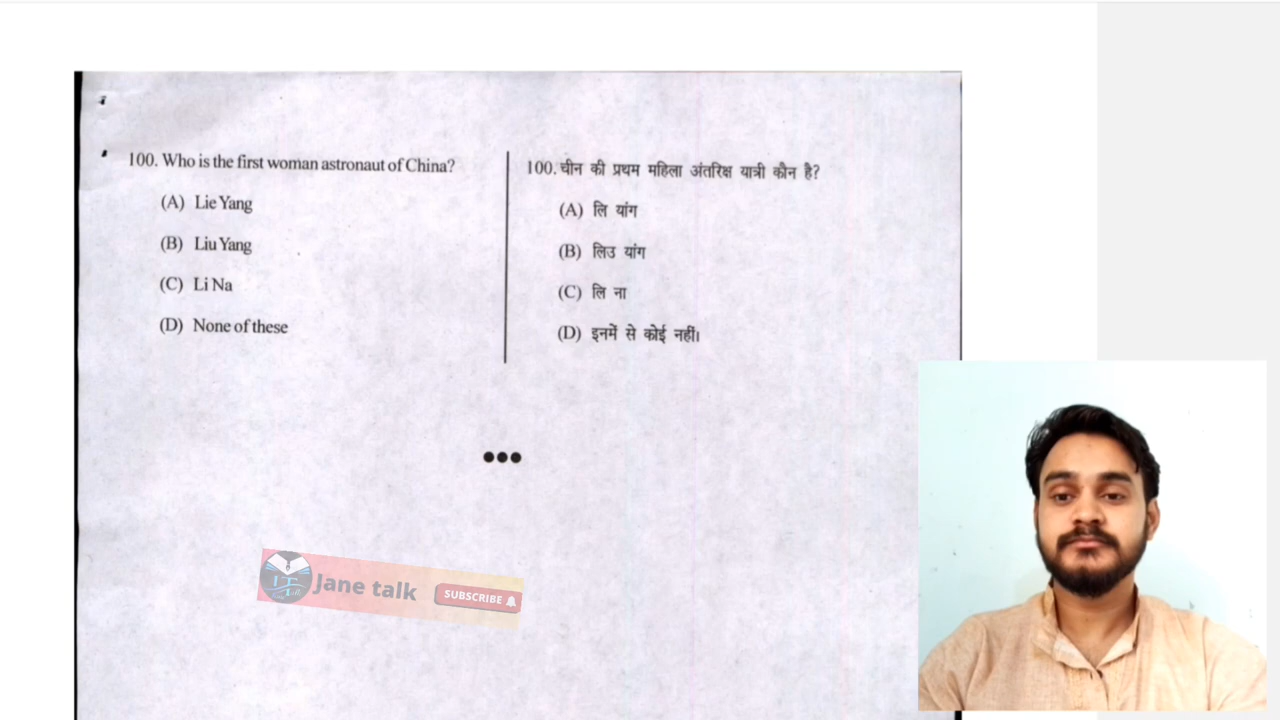 100. Who is the first woman astronaut of China?
(A) Lie Yang
(B) Liu Yang
(C) Li Na
(D) None of these
100. चीन की प्रथम महिला अंतरिक्ष यात्री कौन है?
(A) लि यांग
(B) लिउ यांग
(C) लि ना
(D) इनमें से कोई नहीं।
Jane talk
SUBSCRIBE